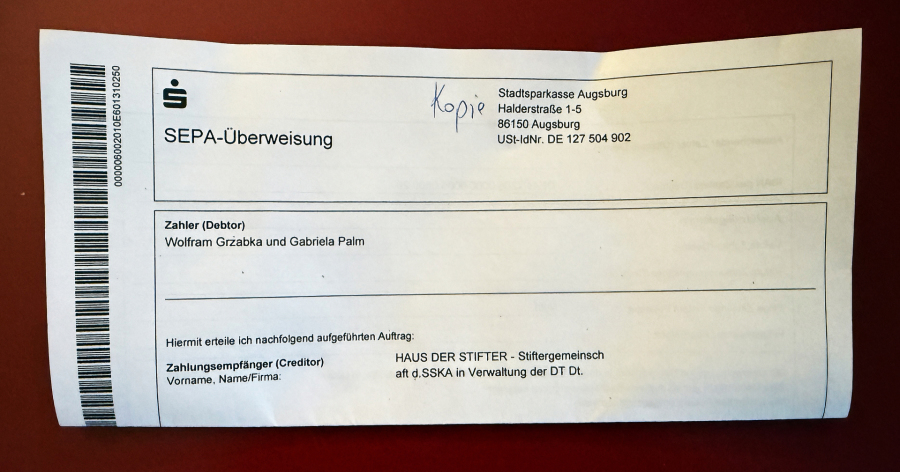 000006002010E601310250
Kopie
Stadtsparkasse Augsburg
Halderstraße 1-5
86150 Augsburg
USt-IdNr. DE 127 504 902
SEPA-Überweisung
Zahler (Debtor)
Wolfram Grzabka und Gabriela Palm
Hiermit erteile ich nachfolgend aufgeführten Auftrag:
Zahlungsempfänger (Creditor)
Vorname, Name/Firma:
HAUS DER STIFTER - Stiftergemeinsch
aft d.SSKA in Verwaltung der DT Dt.